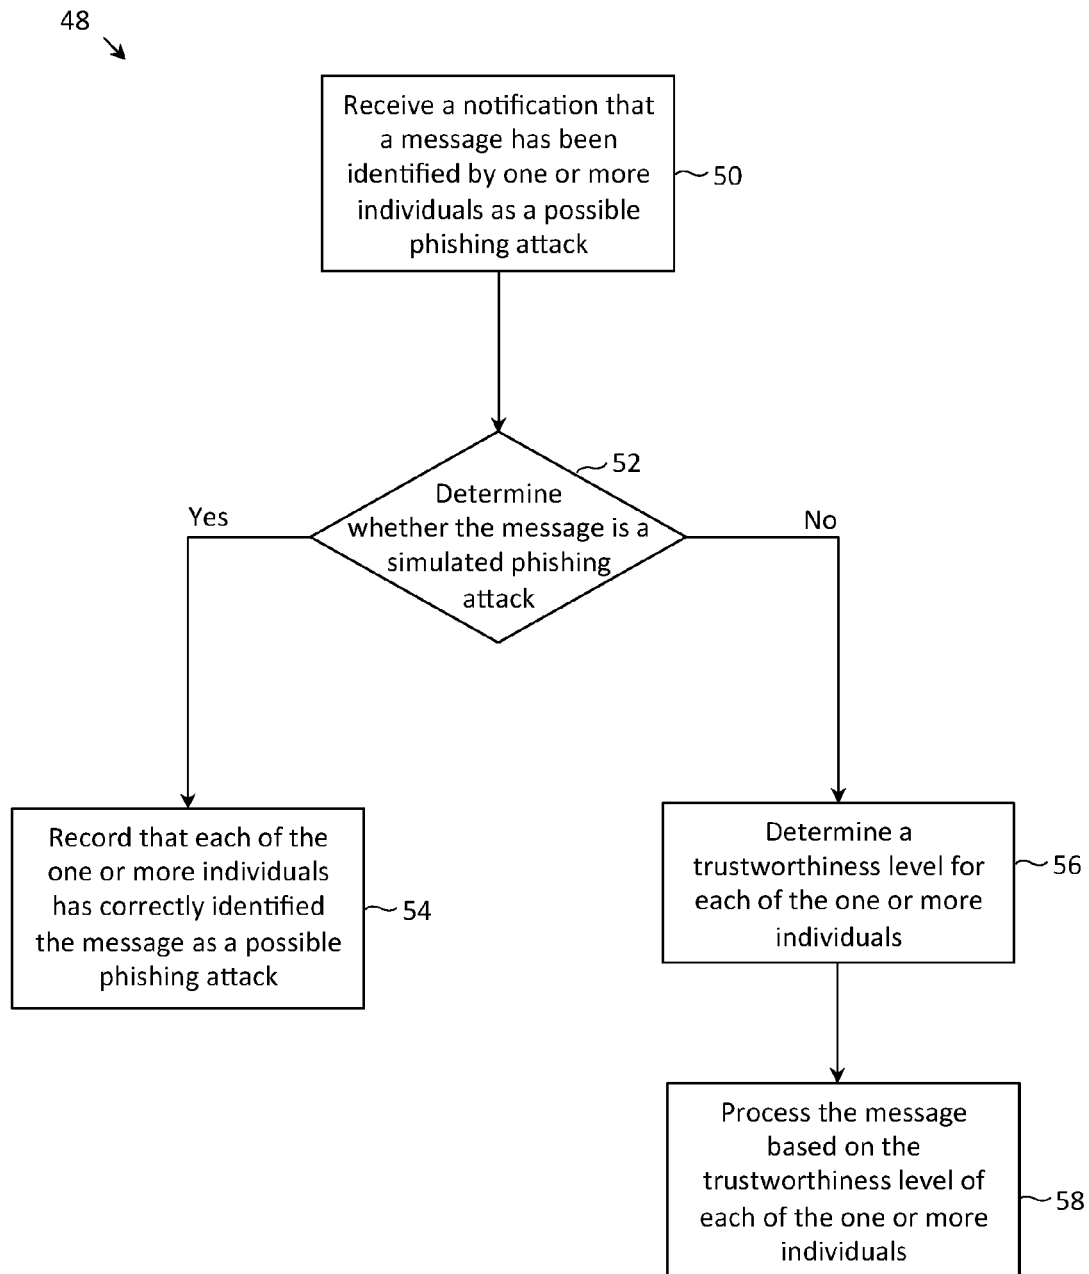 48
Receive a notification that
a message has been
identified by one or more
individuals as a possible
phishing attack
50
52
Determine
whether the message is a
simulated phishing
attack
Yes
No
Record that each of the
one or more individuals
has correctly identified
the message as a possible
phishing attack
54
Determine a
trustworthiness level for
each of the one or more
individuals
56
Process the message
based on the
trustworthiness level of
each of the one or more
individuals
58